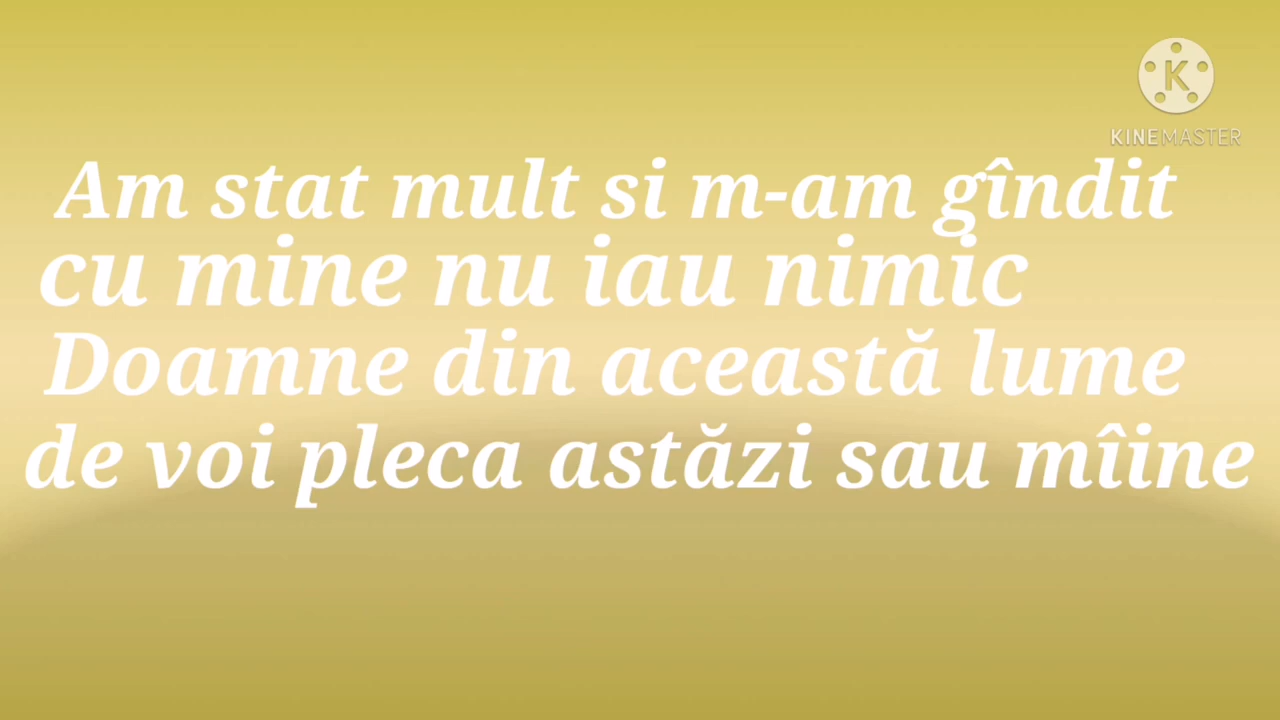 K
KINEMASTER
Am stat mult si m-am gîndit
cu mine nu iau nimic
Doamne din această lume
de voi pleca astăzi sau mîine